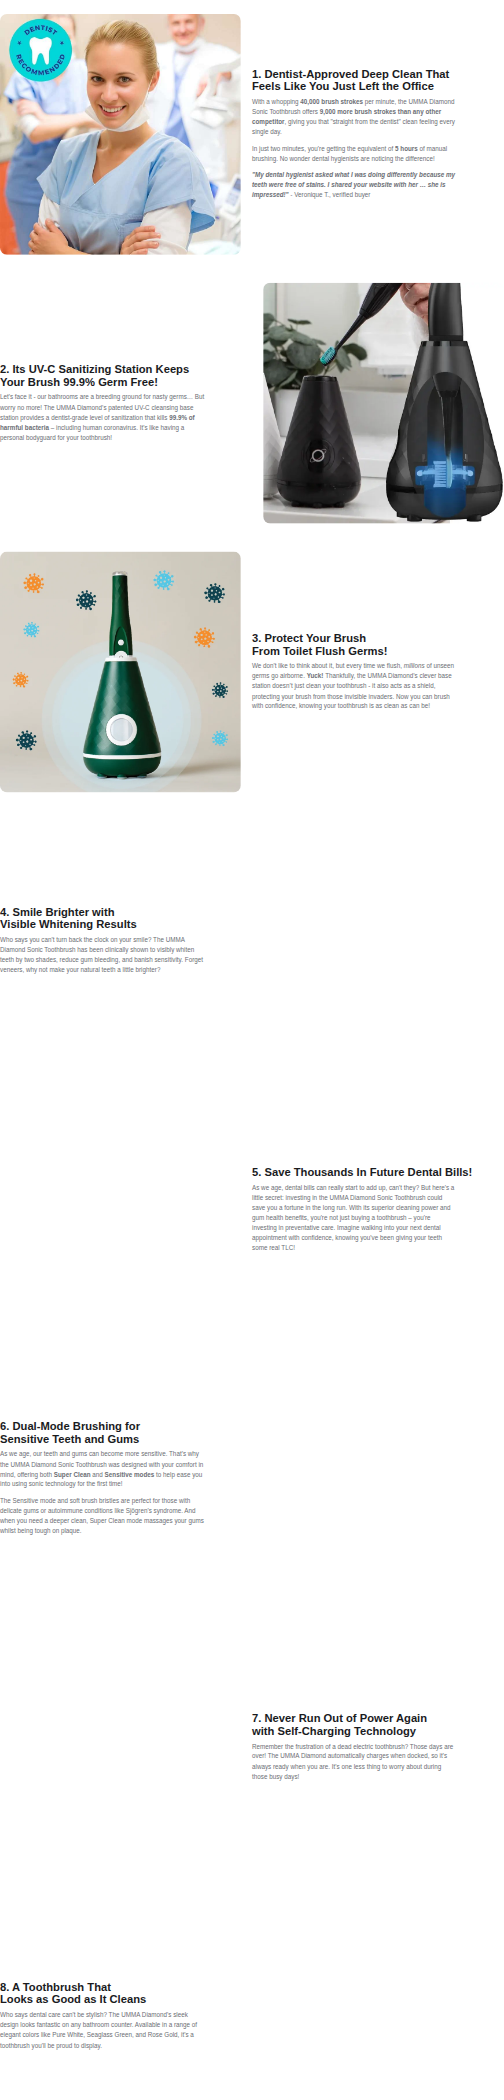 DENTIST
RECOMMENDED
1. Dentist-Approved Deep Clean That
Feels Like You Just Left the Office
With a whopping 40,000 brush strokes per minute, the UMMA Diamond
Sonic Toothbrush offers 9,000 more brush strokes than any other
competitor, giving you that "straight from the dentist" clean feeling every
single day.
In just two minutes, you're getting the equivalent of 5 hours of manual
brushing. No wonder dental hygienists are noticing the difference!
"My dental hygienist asked what I was doing differently because my
teeth were free of stains. I shared your website with her ... she is
impressed!" - Veronique T., verified buyer
2. Its UV-C Sanitizing Station Keeps
Your Brush 99.9% Germ Free!
Let's face it - our bathrooms are a breeding ground for nasty germs... But
worry no more! The UMMA Diamond's patented UV-C cleansing base
station provides a dentist-grade level of sanitization that kills 99.9% of
harmful bacteria – including human coronavirus. It's like having a
personal bodyguard for your toothbrush!
3. Protect Your Brush
From Toilet Flush Germs!
We don't like to think about it, but every time we flush, millions of unseen
germs go airborne. Yuck! Thankfully, the UMMA Diamond's clever base
station doesn't just clean your toothbrush - it also acts as a shield,
protecting your brush from those invisible invaders. Now you can brush
with confidence, knowing your toothbrush is as clean as can be!
4. Smile Brighter with
Visible Whitening Results
Who says you can't turn back the clock on your smile? The UMMA
Diamond Sonic Toothbrush has been clinically shown to visibly whiten
teeth by two shades, reduce gum bleeding, and banish sensitivity. Forget
veneers, why not make your natural teeth a little brighter?
5. Save Thousands In Future Dental Bills!
As we age, dental bills can really start to add up, can't they? But here's a
little secret: investing in the UMMA Diamond Sonic Toothbrush could
save you a fortune in the long run. With its superior cleaning power and
gum health benefits, you're not just buying a toothbrush – you're
investing in preventative care. Imagine walking into your next dental
appointment with confidence, knowing you've been giving your teeth
some real TLC!
6. Dual-Mode Brushing for
Sensitive Teeth and Gums
As we age, our teeth and gums can become more sensitive. That's why
the UMMA Diamond Sonic Toothbrush was designed with your comfort in
mind, offering both Super Clean and Sensitive modes to help ease you
into using sonic technology for the first time!
The Sensitive mode and soft brush bristles are perfect for those with
delicate gums or autoimmune conditions like Sjögren's syndrome. And
when you need a deeper clean, Super Clean mode massages your gums
whilst being tough on plaque.
7. Never Run Out of Power Again
with Self-Charging Technology
Remember the frustration of a dead electric toothbrush? Those days are
over! The UMMA Diamond automatically charges when docked, so it's
always ready when you are. It's one less thing to worry about during
those busy days!
8. A Toothbrush That
Looks as Good as It Cleans
Who says dental care can't be stylish? The UMMA Diamond's sleek
design looks fantastic on any bathroom counter. Available in a range of
elegant colors like Pure White, Seaglass Green, and Rose Gold, it's a
toothbrush you'll be proud to display.